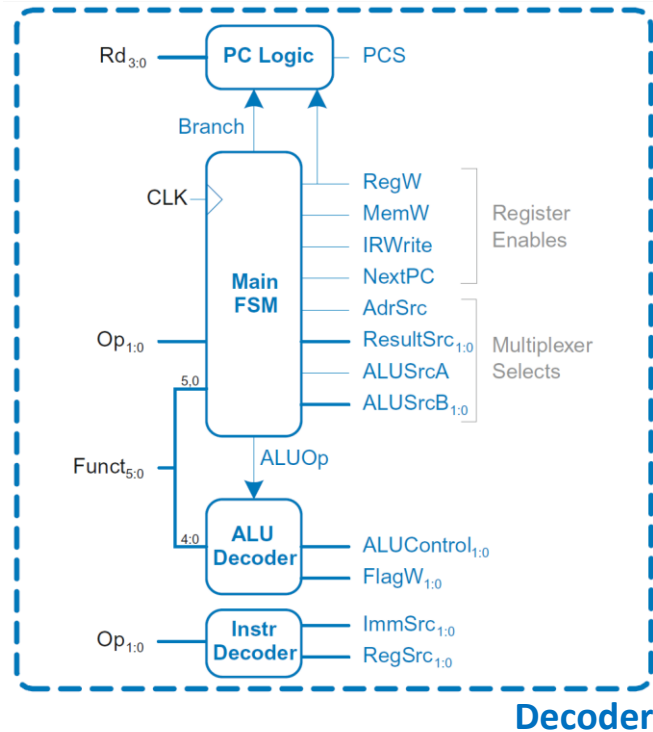 Rd3:0
PC Logic
PCS
Branch
CLK
RegW
MemW
IRWrite
NextPC
Register
Enables
Main
FSM
AdrSrc
Op1:0
ResultSrc1:0
ALUSrcA
ALUSrcB1:0
Multiplexer
Selects
5,0
ALUOp
Funct5:0
4:0
ALU
Decoder
ALUControl1:0
FlagW1:0
Op1:0
Instr
Decoder
ImmSrc1:0
RegSrc1:0
Decoder